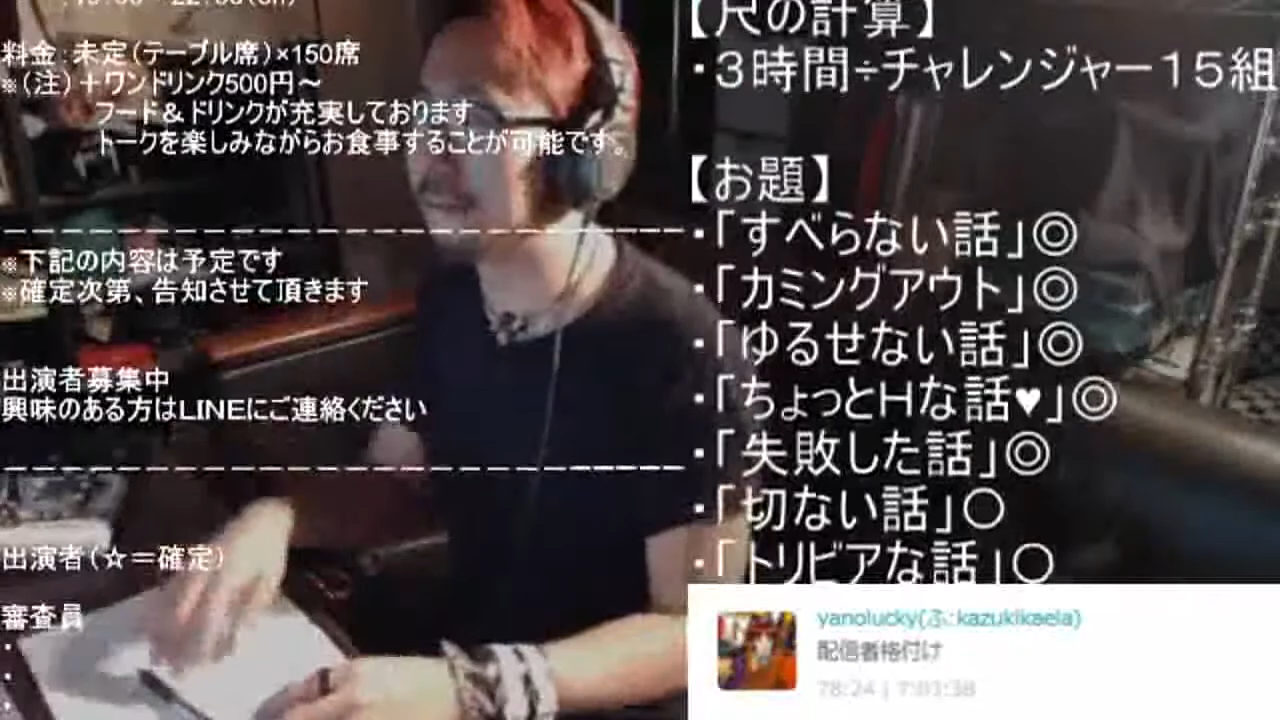 料金：未定（テーブル席）×150席
※（注）＋ワンドリンク500円～
フード＆ドリンクが充実しております
トークを楽しみながらお食事することが可能です。
※下記の内容は予定です
※確定次第、告知させて頂きます
出演者募集中
興味のある方はLINEにご連絡ください
出演者（☆＝確定）
審査員
・
・
・
【尺の計算】
・３時間÷チャレンジャー１５組
【お題】
・「すべらない話」◎
・「カミングアウト」◎
・「ゆるせない話」◎
・「ちょっとHな話♥」◎
・「失敗した話」◎
・「切ない話」〇
・「トリビアな話」〇
yanolucky(ふ:kazukikaela)
配信者格付け
78:24 | 7:01:38